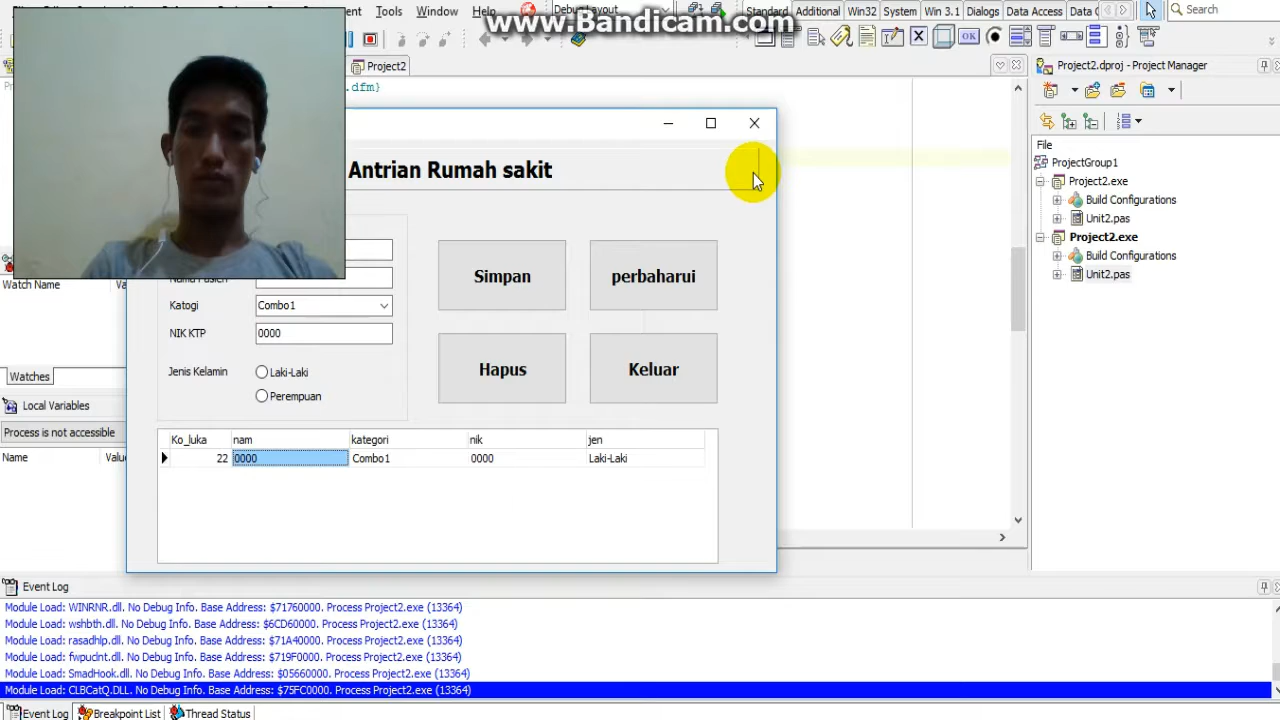 www.Bandicam.com
Tools
Window
Help
Debug Layout
Standard
Additional
Win32
System
Win 3.1
Dialogs
Data Access
Search
Project2
.dfm}
Project2.dproj - Project Manager
File
ProjectGroup1
Project2.exe
Build Configurations
Unit2.pas
Project2.exe
Build Configurations
Unit2.pas
Antrian Rumah sakit
Katogi
Combo1
NIK KTP
0000
Jenis Kelamin
Laki-Laki
Perempuan
Simpan
perbaharui
Hapus
Keluar
Ko_luka nam kategori nik jen
22 0000 Combo1 0000 Laki-Laki
Watch Name
Watches
Local Variables
Process is not accessible
Name
Event Log
Module Load: WINRNR.dll. No Debug Info. Base Address: $71760000. Process Project2.exe (13364)
Module Load: wshbth.dll. No Debug Info. Base Address: $6CD60000. Process Project2.exe (13364)
Module Load: rasadhlp.dll. No Debug Info. Base Address: $71A40000. Process Project2.exe (13364)
Module Load: fwpuclnt.dll. No Debug Info. Base Address: $719F0000. Process Project2.exe (13364)
Module Load: SmadHook.dll. No Debug Info. Base Address: $05660000. Process Project2.exe (13364)
Module Load: CLBCatQ.DLL. No Debug Info. Base Address: $75FC0000. Process Project2.exe (13364)
Event Log
Breakpoint List
Thread Status